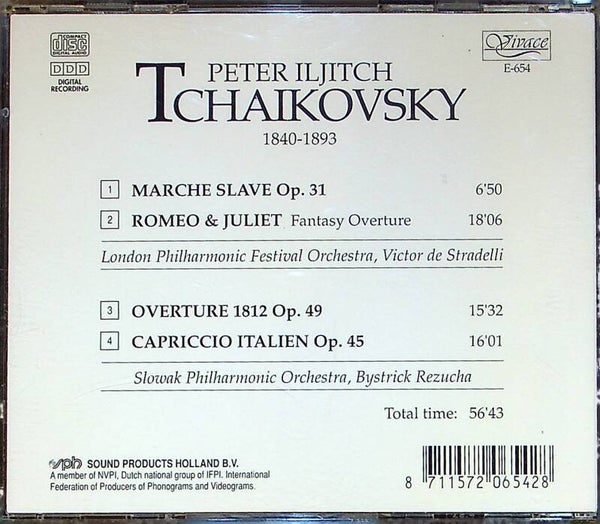 COMPACT
disc
DIGITAL AUDIO
DDD
DIGITAL
RECORDING
Vivace
E-654
PETER ILJITCH
TCHAIKOVSKY
1840-1893
1 MARCHE SLAVE Op. 31 6'50
2 ROMEO & JULIET Fantasy Overture 18'06
London Philharmonic Festival Orchestra, Victor de Stradelli
3 OVERTURE 1812 Op. 49 15'32
4 CAPRICCIO ITALIEN Op. 45 16'01
Slowak Philharmonic Orchestra, Bystrick Rezucha
Total time: 56'43
sph SOUND PRODUCTS HOLLAND B.V.
A member of NVPI, Dutch national group of IFPI. International
Federation of Producers of Phonograms and Videograms.
8 711572 065428